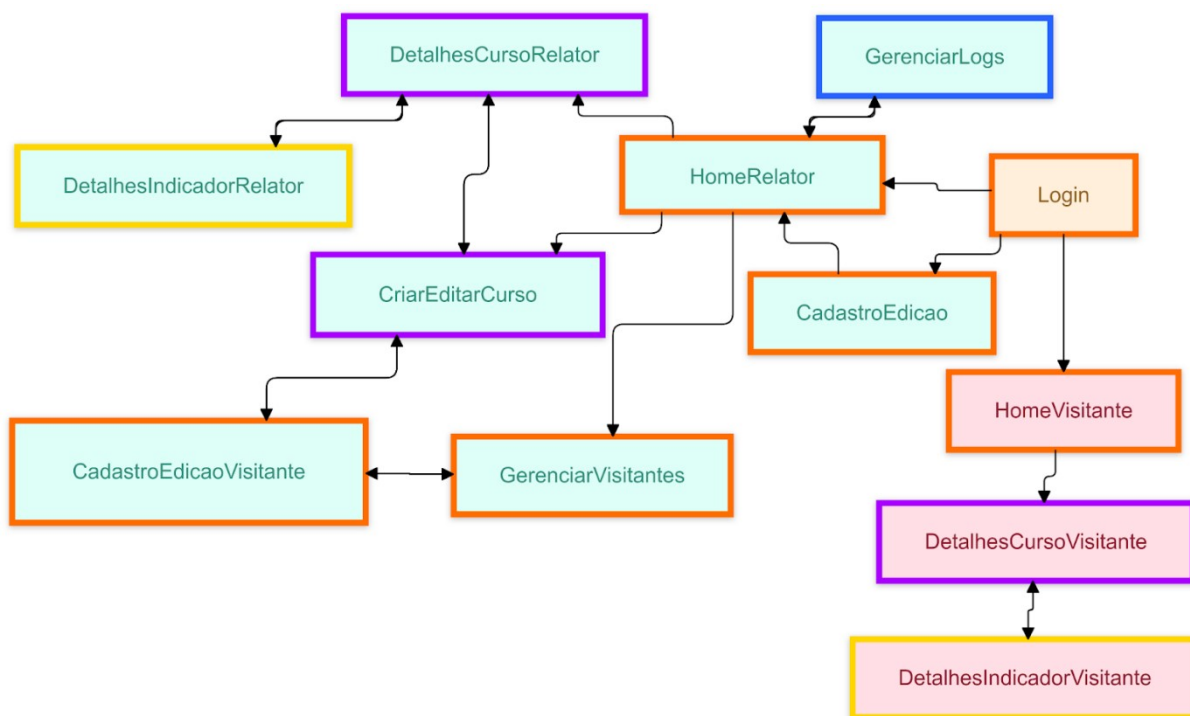 DetalhesCursoRelator
GerenciarLogs
DetalhesIndicadorRelator
HomeRelator
Login
CriarEditarCurso
CadastroEdicao
HomeVisitante
CadastroEdicaoVisitante
GerenciarVisitantes
DetalhesCursoVisitante
DetalhesIndicadorVisitante